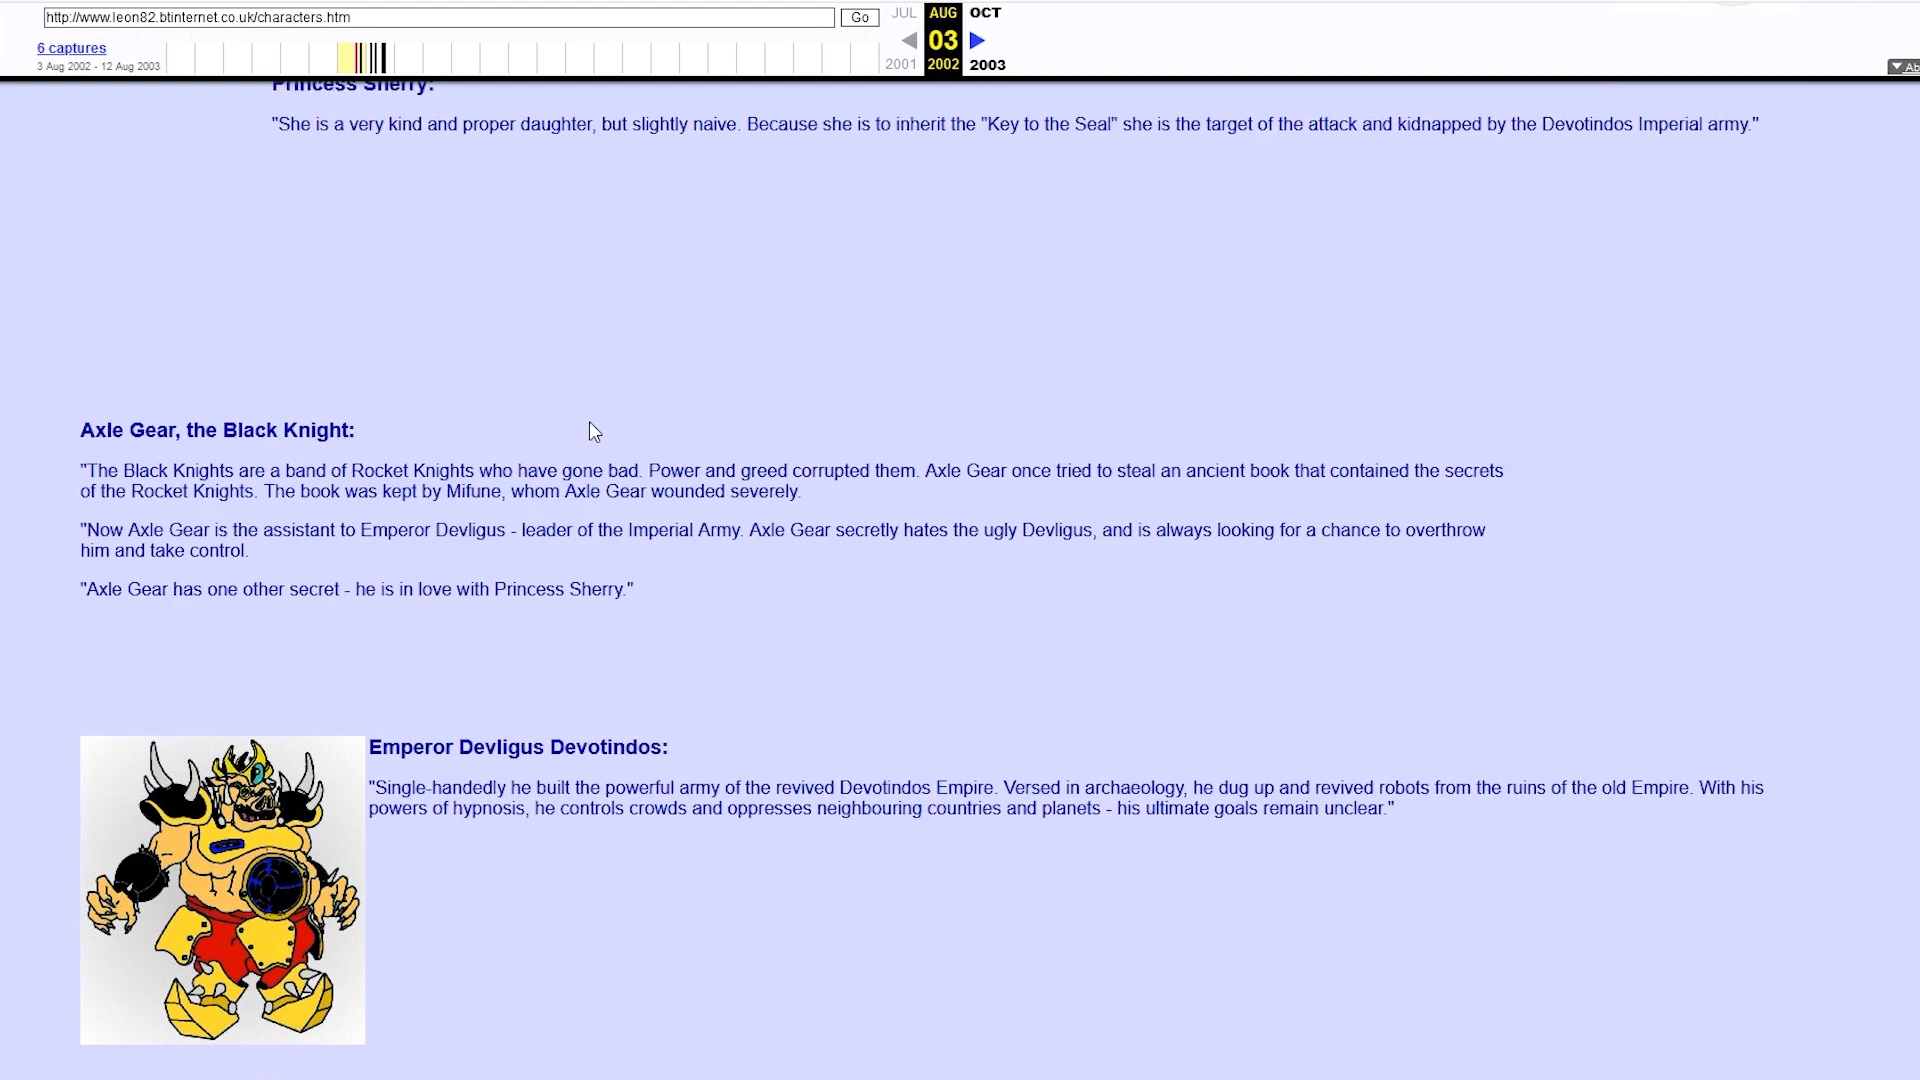 http://www.leon82.btinternet.co.uk/characters.htm
Go
JUL AUG OCT
6 captures
03
3 Aug 2002 - 12 Aug 2003
2001 2002 2003
Princess Sherry:
"She is a very kind and proper daughter, but slightly naive. Because she is to inherit the "Key to the Seal" she is the target of the attack and kidnapped by the Devotindos Imperial army."
Axle Gear, the Black Knight:
"The Black Knights are a band of Rocket Knights who have gone bad. Power and greed corrupted them. Axle Gear once tried to steal an ancient book that contained the secrets
of the Rocket Knights. The book was kept by Mifune, whom Axle Gear wounded severely.
"Now Axle Gear is the assistant to Emperor Devligus - leader of the Imperial Army. Axle Gear secretly hates the ugly Devligus, and is always looking for a chance to overthrow
him and take control.
"Axle Gear has one other secret - he is in love with Princess Sherry."
Emperor Devligus Devotindos:
"Single-handedly he built the powerful army of the revived Devotindos Empire. Versed in archaeology, he dug up and revived robots from the ruins of the old Empire. With his
powers of hypnosis, he controls crowds and oppresses neighbouring countries and planets - his ultimate goals remain unclear."